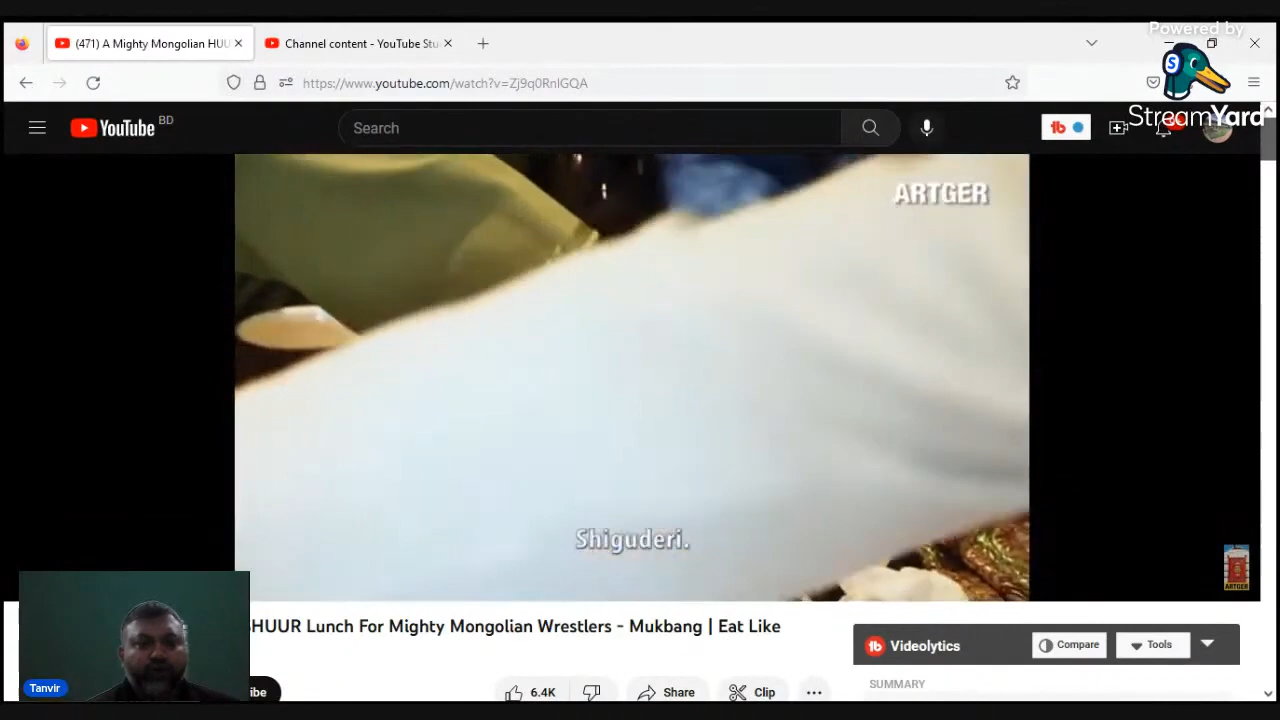 Powered by
StreamYard
(471) A Mighty Mongolian HUU
Channel content - YouTube Stu
https://www.youtube.com/watch?v=Zj9q0RnlGQA
YouTube BD
Search
ARTGER
Shiguderi.
ARTGER
HUUR Lunch For Mighty Mongolian Wrestlers - Mukbang | Eat Like
Videolytics
Compare
Tools
SUMMARY
Tanvir
ibe
6.4K
Share
Clip